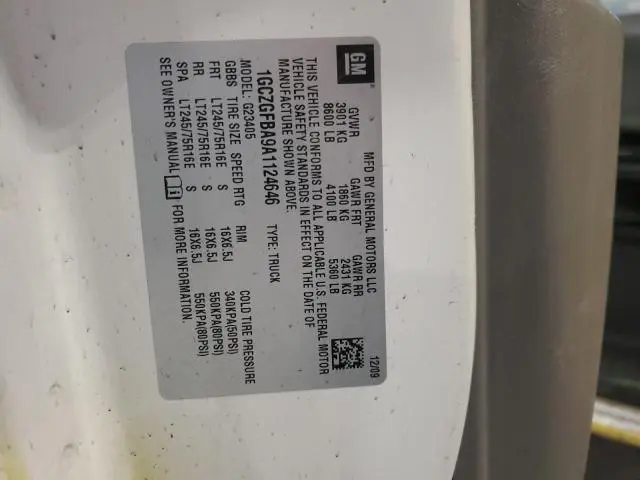 GM
MFD BY GENERAL MOTORS LLC 12/09
GVWR GAWR FRT GAWR RR
3901 KG 1860 KG 2431 KG
8600 LB 4100 LB 5360 LB
THIS VEHICLE CONFORMS TO ALL APPLICABLE U.S. FEDERAL MOTOR
VEHICLE SAFETY STANDARDS IN EFFECT ON THE DATE OF
MANUFACTURE SHOWN ABOVE.
1GCZGFBA9A1124646 TYPE: TRUCK
MODEL: G23405
GBBS TIRE SIZE SPEED RTG RIM COLD TIRE PRESSURE
FRT LT245/75R16E S 16X6.5J 340KPA(50PSI)
RR LT245/75R16E S 16X6.5J 550KPA(80PSI)
SPA LT245/75R16E S 16X6.5J 550KPA(80PSI)
SEE OWNER'S MANUAL FOR MORE INFORMATION.